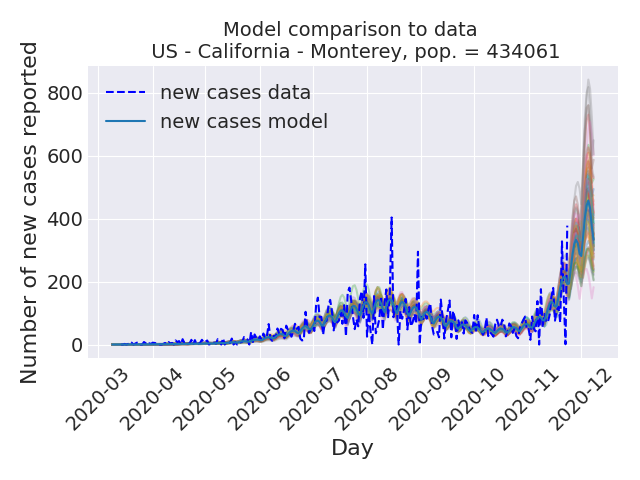 Model comparison to data
US - California - Monterey, pop. = 434061
Number of new cases reported
800
600
400
200
0
new cases data
new cases model
2020-03
2020-04
2020-05
2020-06
2020-07
2020-08
2020-09
2020-10
2020-11
2020-12
Day